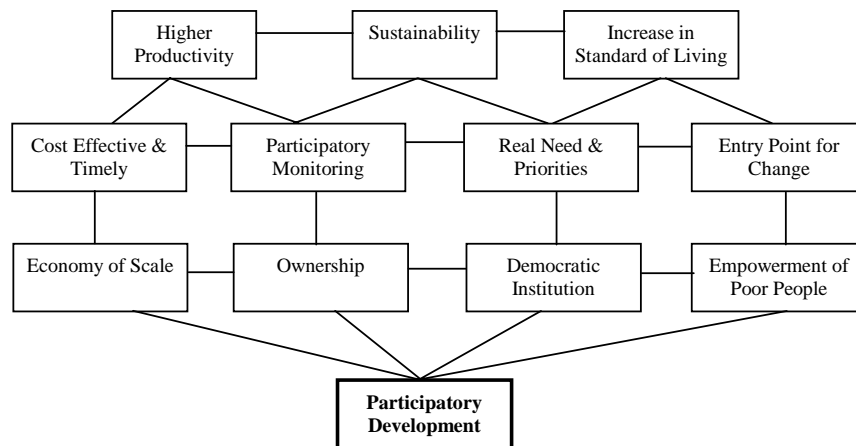 Higher
Productivity
Sustainability
Increase in
Standard of Living
Cost Effective &
Timely
Participatory
Monitoring
Real Need &
Priorities
Entry Point for
Change
Economy of Scale
Ownership
Democratic
Institution
Empowerment of
Poor People
Participatory
Development